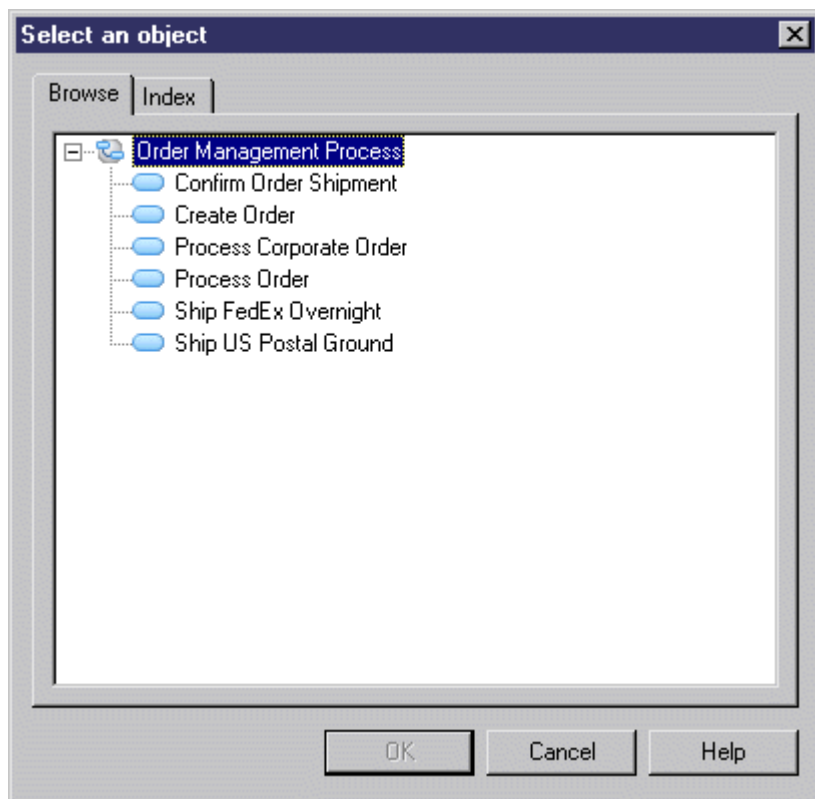 Select an object
Browse Index
Order Management Process
Confirm Order Shipment
Create Order
Process Corporate Order
Process Order
Ship FedEx Overnight
Ship US Postal Ground
OK Cancel Help